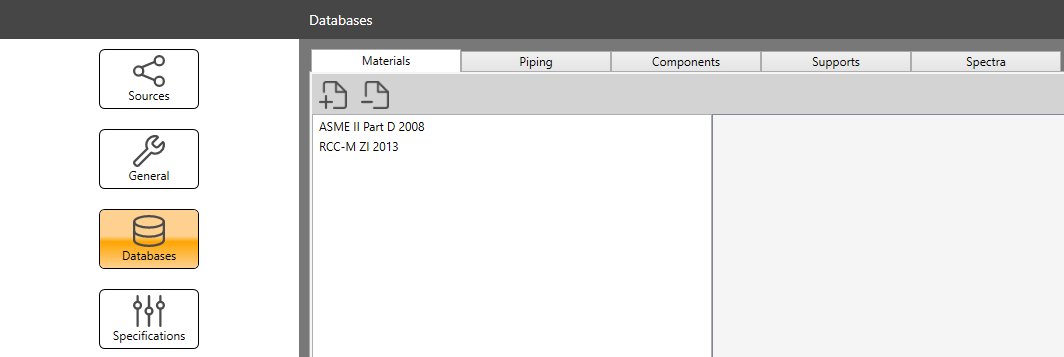 Databases
Materials
Piping
Components
Supports
Spectra
Sources
General
Databases
Specifications
ASME II Part D 2008
RCC-M ZI 2013